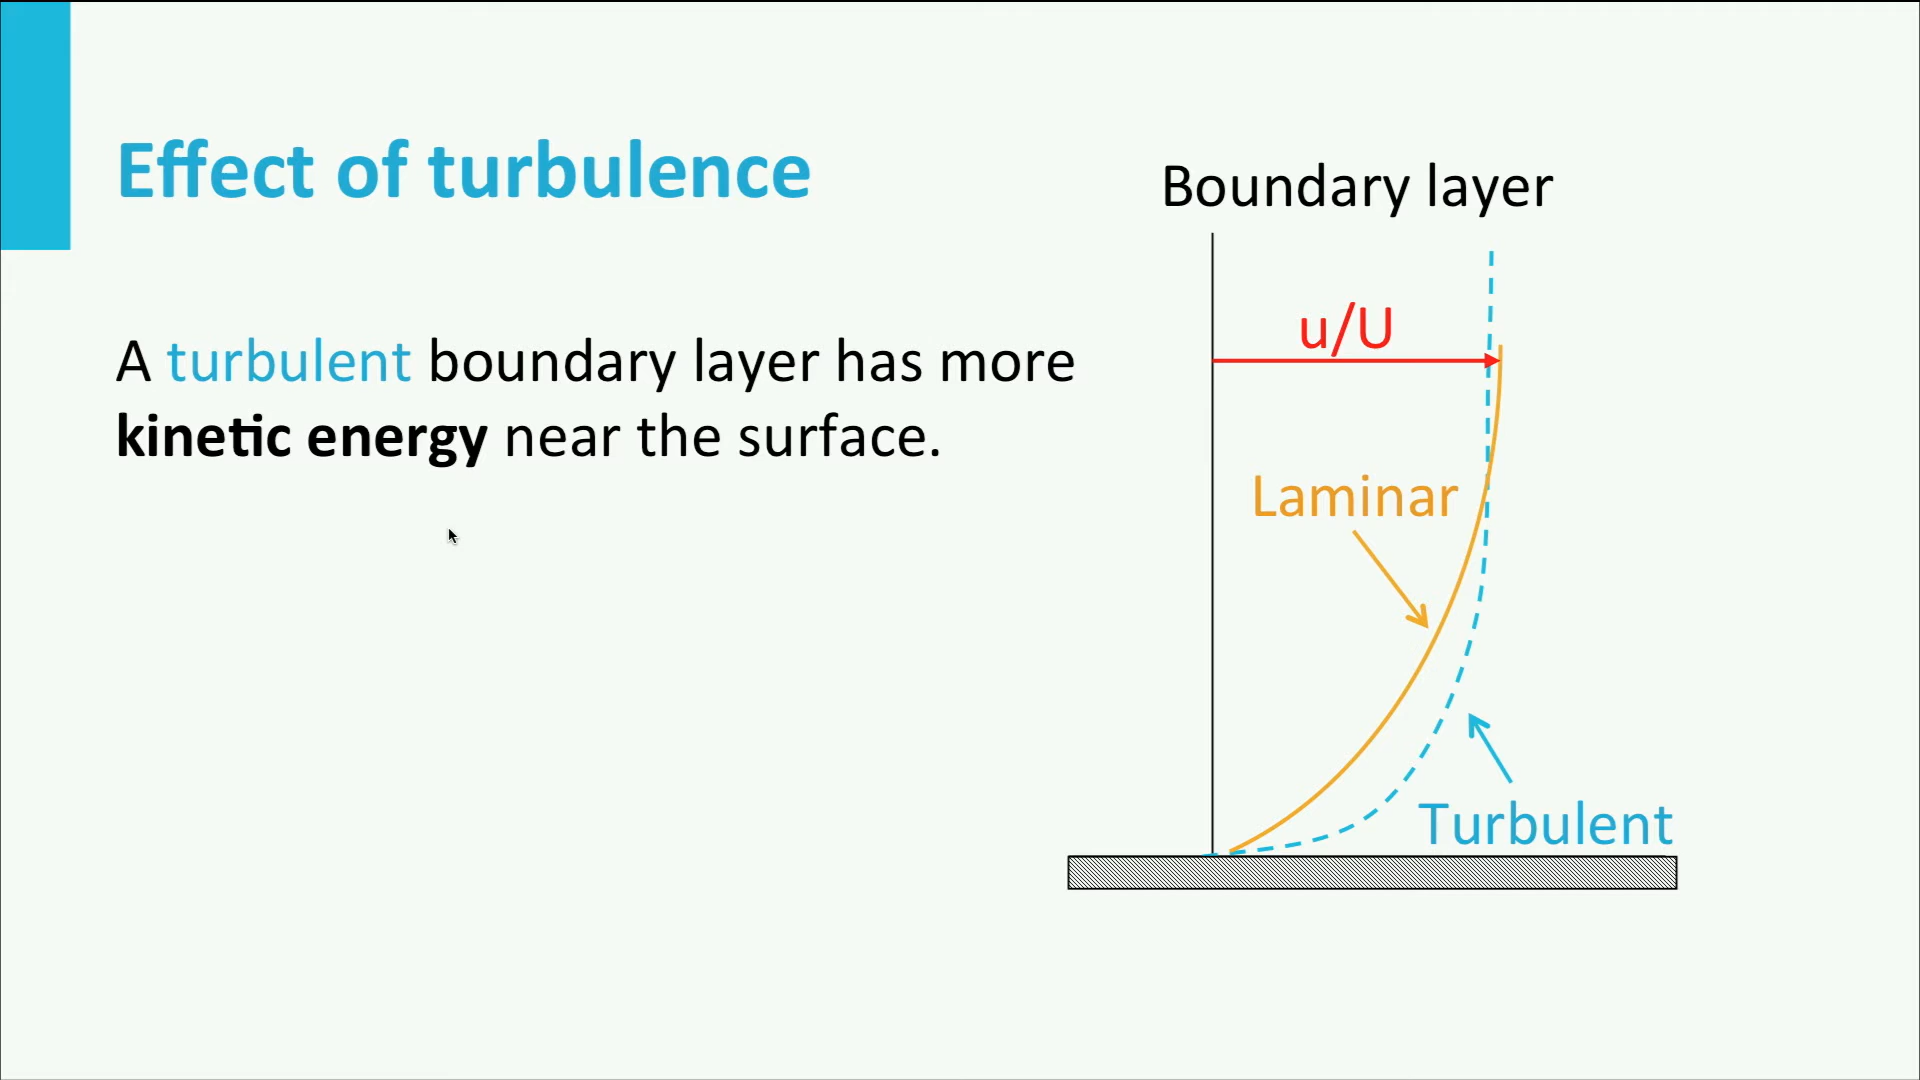 Effect of turbulence
A turbulent boundary layer has more
kinetic energy near the surface.
Boundary layer
u/U
Laminar
Turbulent